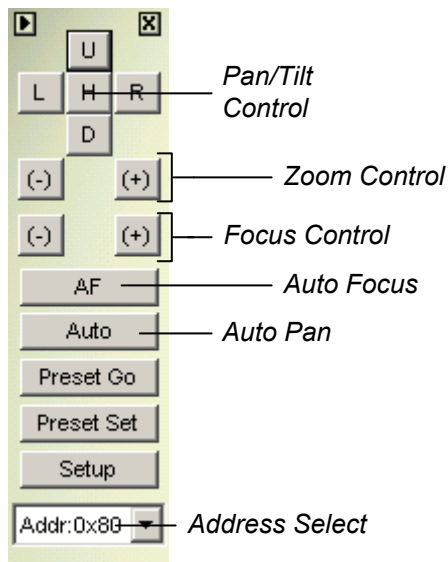 U
L H R
Pan/Tilt
Control
D
(-) (+) Zoom Control
(-) (+) Focus Control
AF Auto Focus
Auto Auto Pan
Preset Go
Preset Set
Setup
Addr:0x80 Address Select